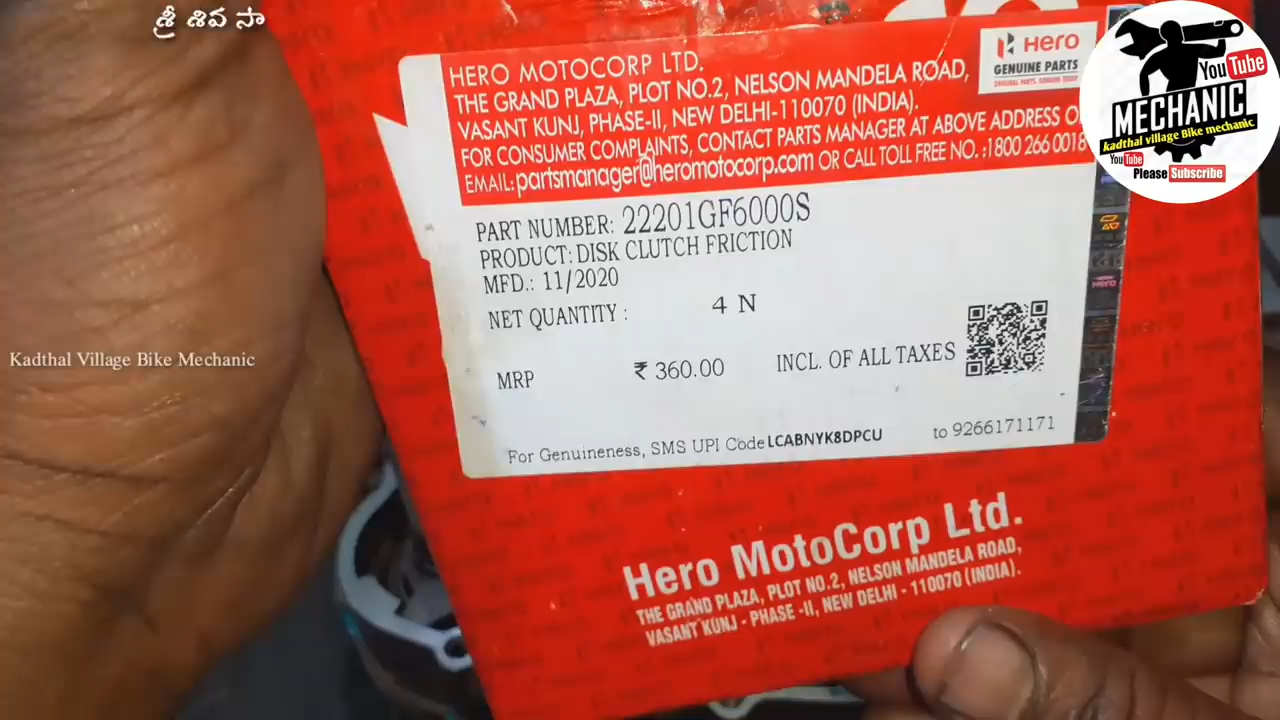 శ్రీ శివ సా
HERO MOTOCORP LTD.
THE GRAND PLAZA, PLOT NO.2, NELSON MANDELA ROAD,
VASANT KUNJ, PHASE-II, NEW DELHI-110070 (INDIA).
FOR CONSUMER COMPLAINTS, CONTACT PARTS MANAGER AT ABOVE ADDRESS O
EMAIL:partsmanager@heromotocorp.com OR CALL TOLL FREE NO. :1800 266 0018
Hero
GENUINE PARTS
YouTube
MECHANIC
kadthal village Bike mechanic
YouTube
Please Subscribe
PART NUMBER: 22201GF6000S
PRODUCT: DISK CLUTCH FRICTION
MFD.: 11/2020
NET QUANTITY : 4 N
MRP ₹ 360.00 INCL. OF ALL TAXES
For Genuineness, SMS UPI Code LCABNYK8DPCU to 9266171171
Kadthal Village Bike Mechanic
Hero MotoCorp Ltd.
THE GRAND PLAZA, PLOT NO.2, NELSON MANDELA ROAD,
VASANT KUNJ - PHASE -II, NEW DELHI - 110070 (INDIA).